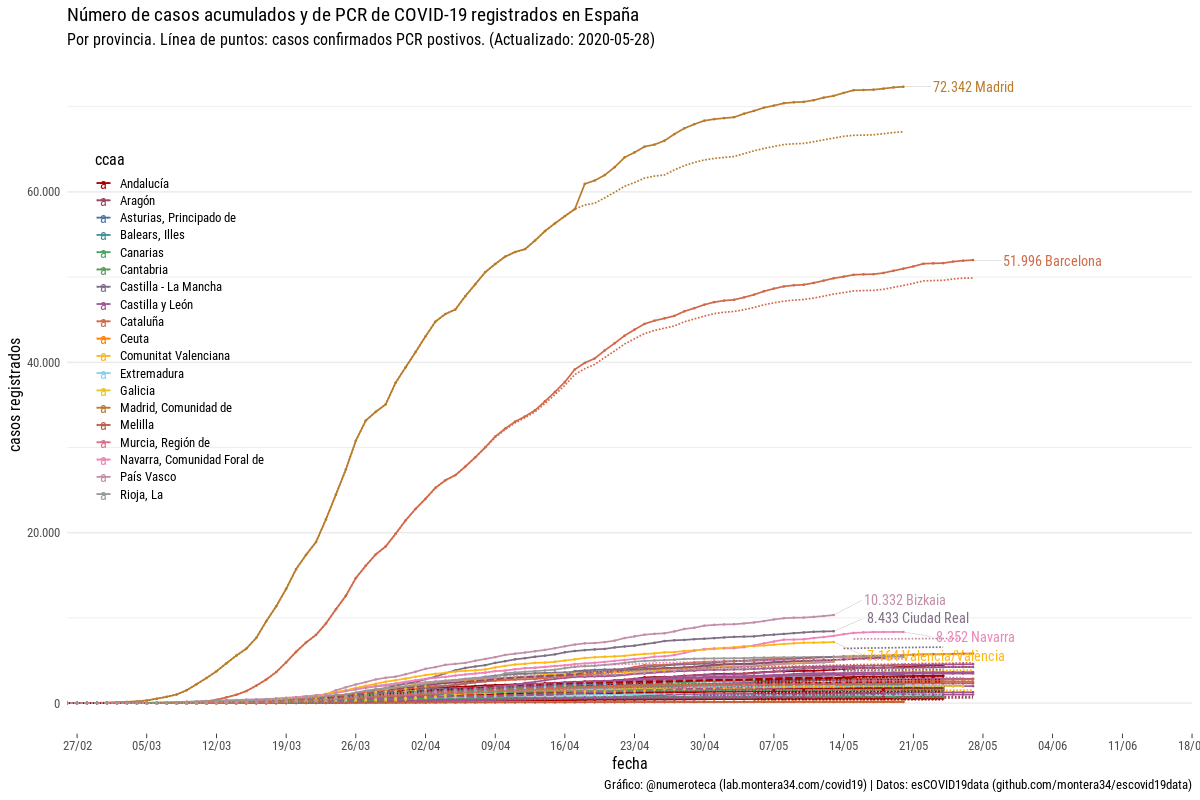 Número de casos acumulados y de PCR de COVID-19 registrados en España
Por provincia. Línea de puntos: casos confirmados PCR postivos. (Actualizado: 2020-05-28)
72.342 Madrid
ccaa
Andalucía
Aragón
Asturias, Principado de
Balears, Illes
Canarias
Cantabria
Castilla - La Mancha
Castilla y León
Cataluña
Ceuta
Comunitat Valenciana
Extremadura
Galicia
Madrid, Comunidad de
Melilla
Murcia, Región de
Navarra, Comunidad Foral de
País Vasco
Rioja, La
60.000
40.000
20.000
0
casos registrados
51.996 Barcelona
10.332 Bizkaia
8.433 Ciudad Real
8.352 Navarra
Valencia/València
27/02 05/03 12/03 19/03 26/03 02/04 09/04 16/04 23/04 30/04 07/05 14/05 21/05 28/05 04/06 11/06 18/0
fecha
Gráfico: @numeroteca (lab.montera34.com/covid19) | Datos: esCOVID19data (github.com/montera34/escovid19data)